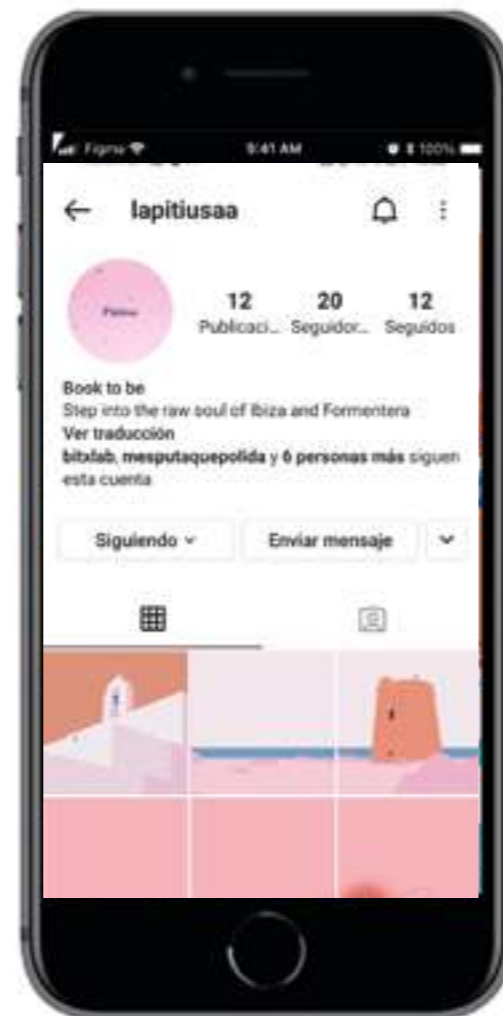 Figma 9:41 AM 100%
lapitiusaa
12 20 12
Publicaci... Seguidor... Seguidos
Book to be
Step into the raw soul of Ibiza and Formentera
Ver traducción
bitxlab, mesputaquepolida y 6 personas más siguen
esta cuenta
Siguiendo Enviar mensaje